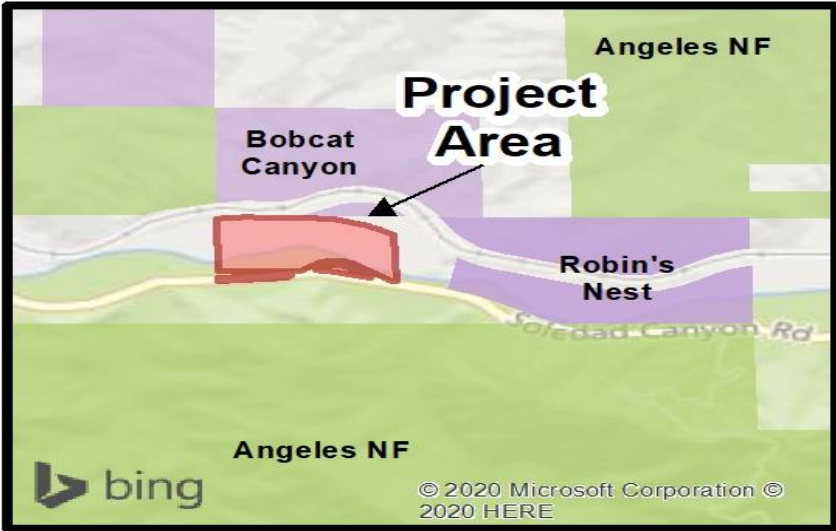 Angeles NF
Project
Area
Bobcat
Canyon
Robin's
Nest
Soledad Canyon Rd
Angeles NF
bing
© 2020 Microsoft Corporation ©
2020 HERE